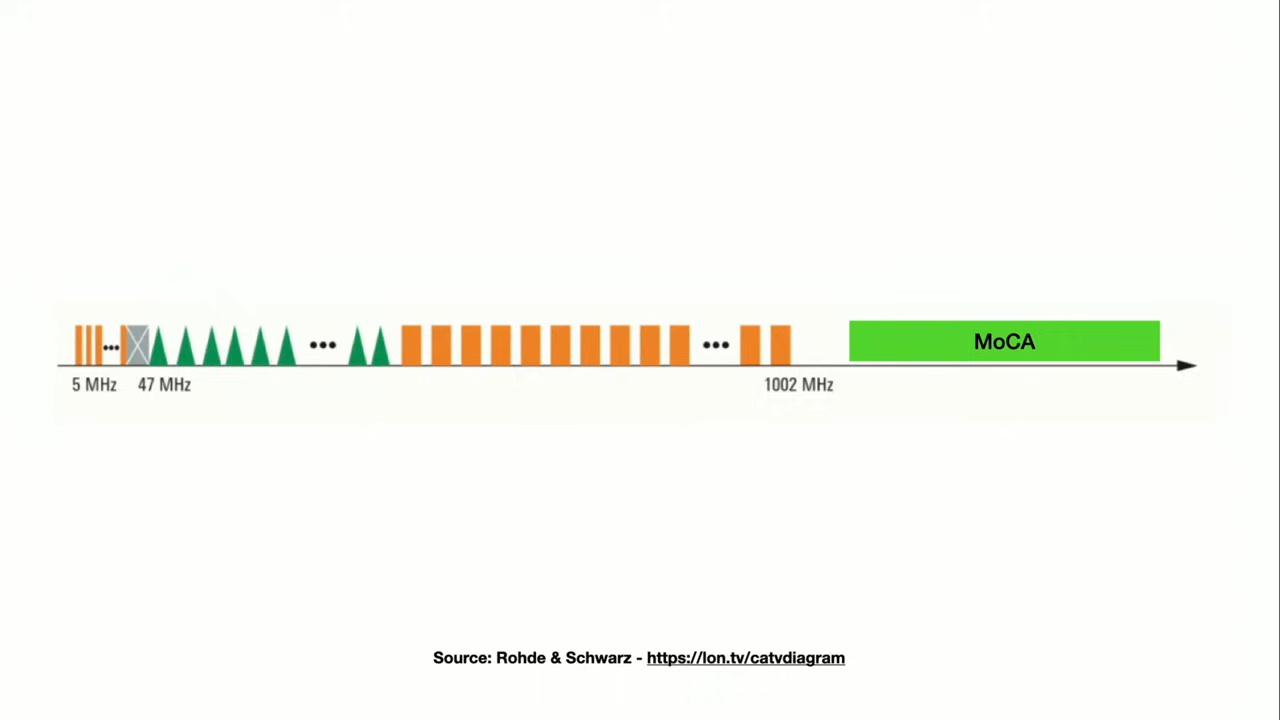 MoCA
5 MHz
47 MHz
1002 MHz
Source: Rohde & Schwarz - https://lon.tv/catvdiagram